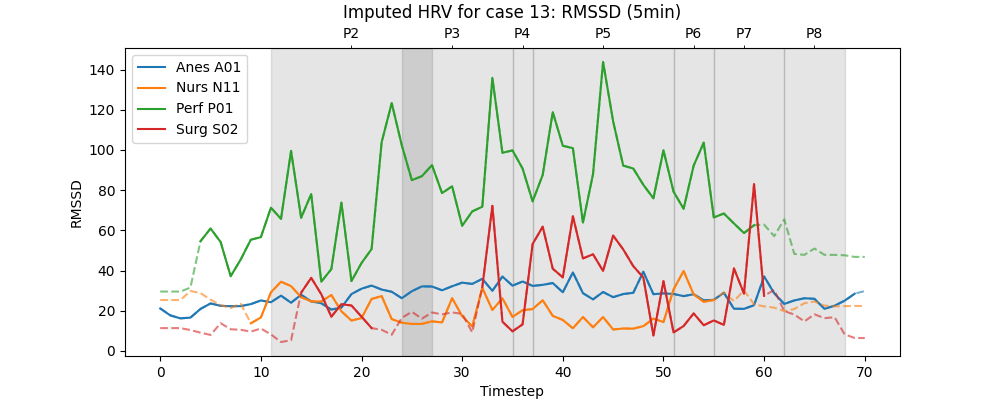 Imputed HRV for case 13: RMSSD (5min)
P2 P3 P4 P5 P6 P7 P8
Anes A01
Nurs N11
Perf P01
Surg S02
RMSSD
140
120
100
80
60
40
20
0
0 10 20 30 40 50 60 70
Timestep